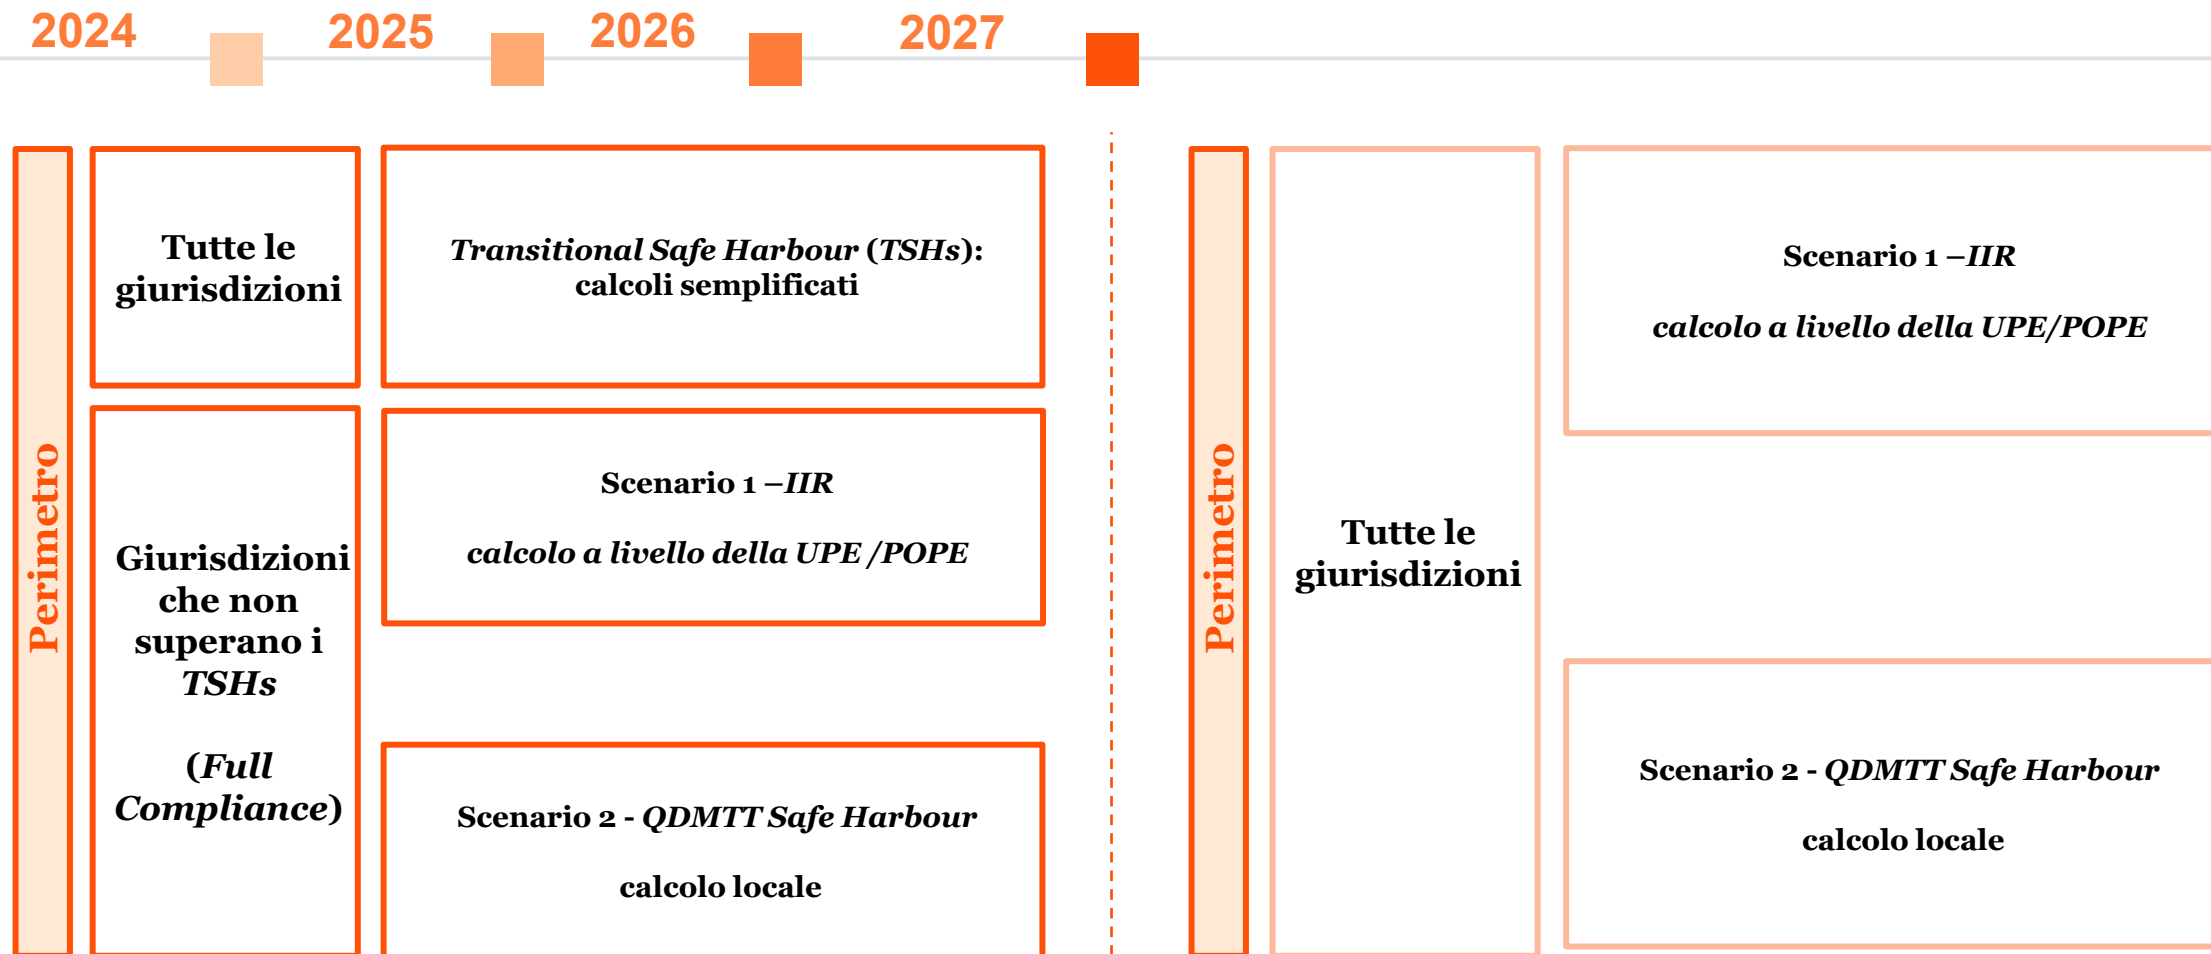 2024
2025
2026
2027
Perimetro
Tutte le
giurisdizioni
Transitional Safe Harbour (TSHs):
calcoli semplificati
Giurisdizioni
che non
superano i
TSHs
(Full
Compliance)
Scenario 1 –IIR
calcolo a livello della UPE /POPE
Scenario 2 - QDMTT Safe Harbour
calcolo locale
Perimetro
Tutte le
giurisdizioni
Scenario 1 –IIR
calcolo a livello della UPE/POPE
Scenario 2 - QDMTT Safe Harbour
calcolo locale